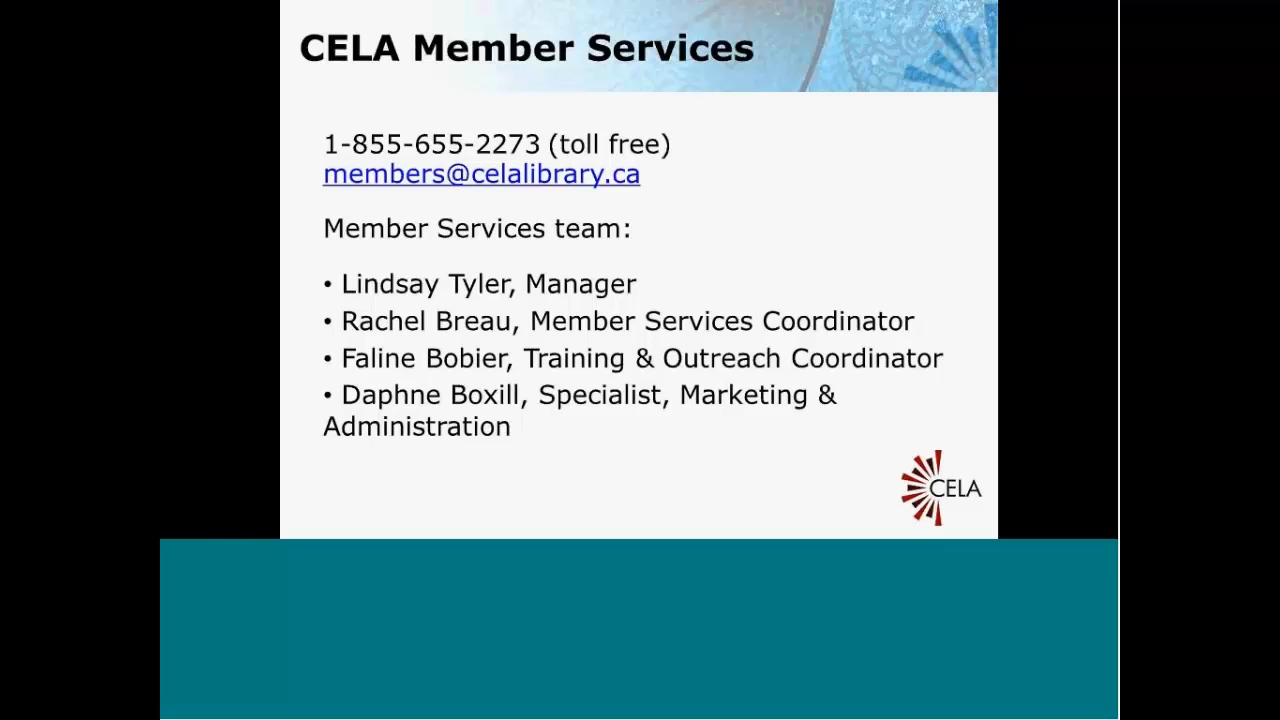 CELA Member Services
1-855-655-2273 (toll free)
members@celalibrary.ca
Member Services team:
• Lindsay Tyler, Manager
• Rachel Breau, Member Services Coordinator
• Faline Bobier, Training & Outreach Coordinator
• Daphne Boxill, Specialist, Marketing &
Administration
CELA